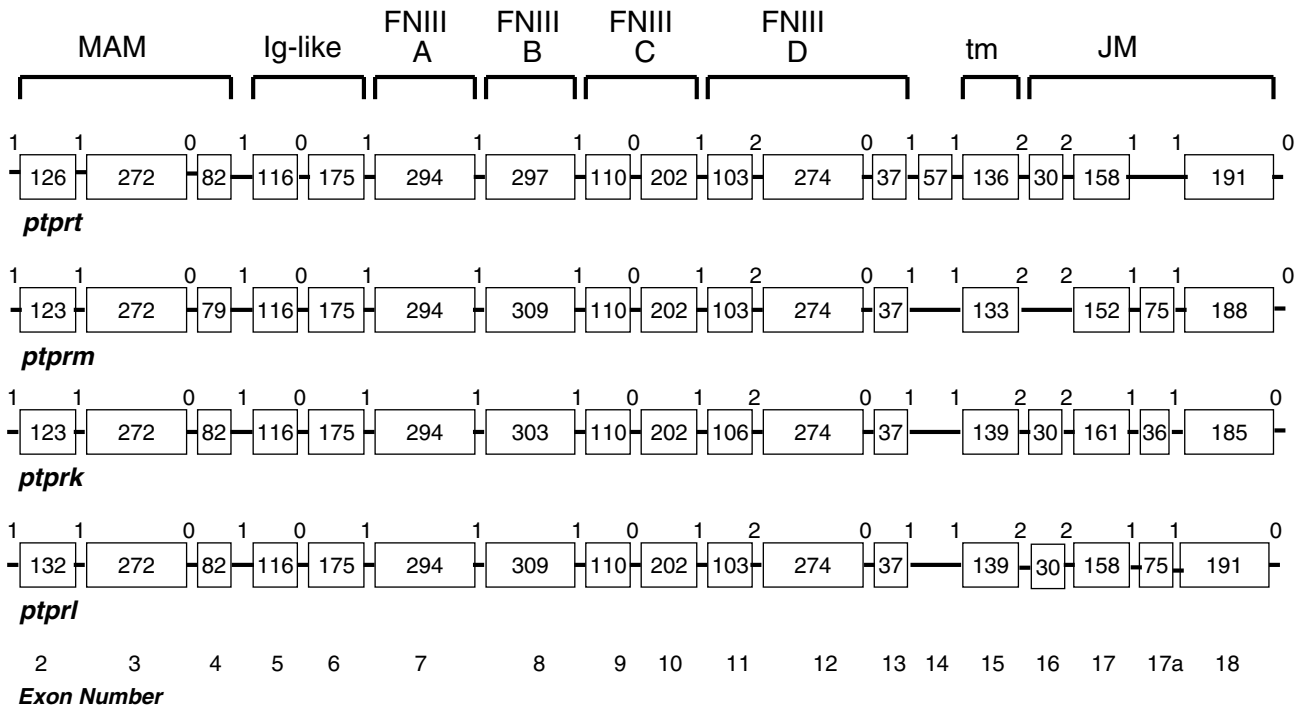 FNIII FNIII FNIII FNIII
MAM Ig-like A B C D tm JM
1 1 0 1 0 1 1 1 0 1 2 0 1 1 2 2 1 1 0
126 272 82 116 175 294 297 110 202 103 274 37 57 136 30 158 191
ptprt
1 1 0 1 0 1 1 1 0 1 2 0 1 1 2 2 1 1 0
123 272 79 116 175 294 309 110 202 103 274 37 133 152 75 188
ptprm
1 1 0 1 0 1 1 1 0 1 2 0 1 1 2 2 1 1 0
123 272 82 116 175 294 303 110 202 106 274 37 139 30 161 36 185
ptprk
1 1 0 1 0 1 1 1 0 1 2 0 1 1 2 2 1 1 0
132 272 82 116 175 294 309 110 202 103 274 37 139 30 158 75 191
ptprl
2 3 4 5 6 7 8 9 10 11 12 13 14 15 16 17 17a 18
Exon Number